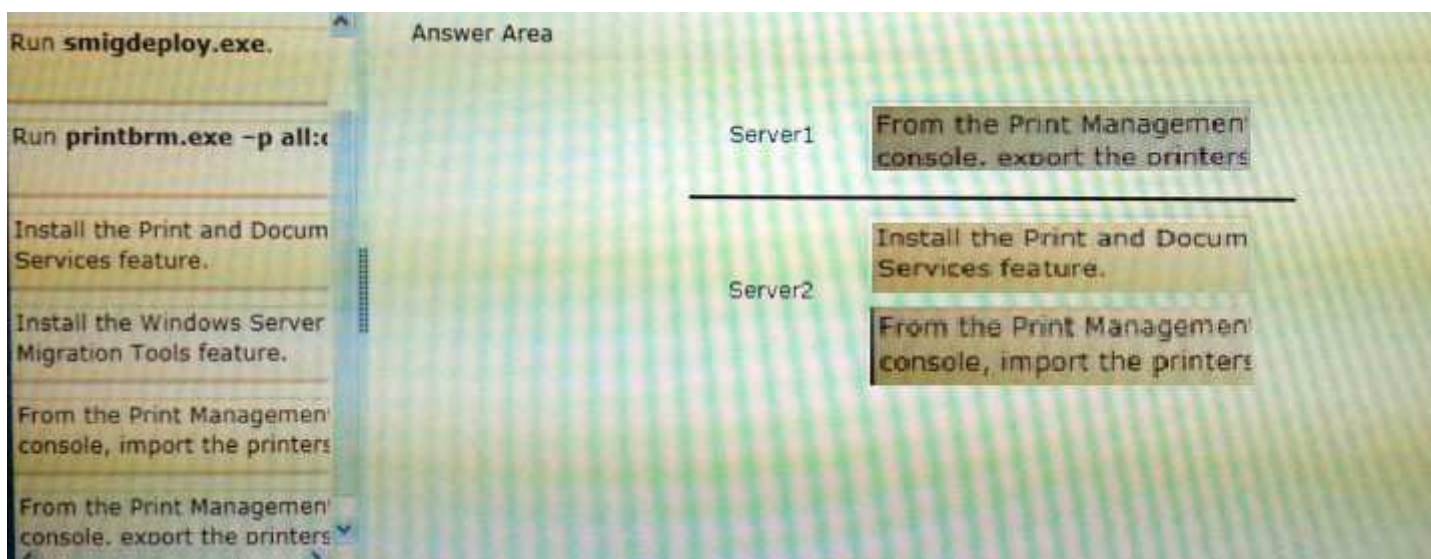 Run smigdeploy.exe.
Run printbrm.exe -p all:
Install the Print and Docum
Services feature.
Install the Windows Server
Migration Tools feature.
From the Print Managemen
console, import the printers
From the Print Managemen
console. export the printers
Answer Area
Server1
From the Print Managemen
console. export the printers
Server2
Install the Print and Docum
Services feature.
From the Print Managemen
console, import the printers